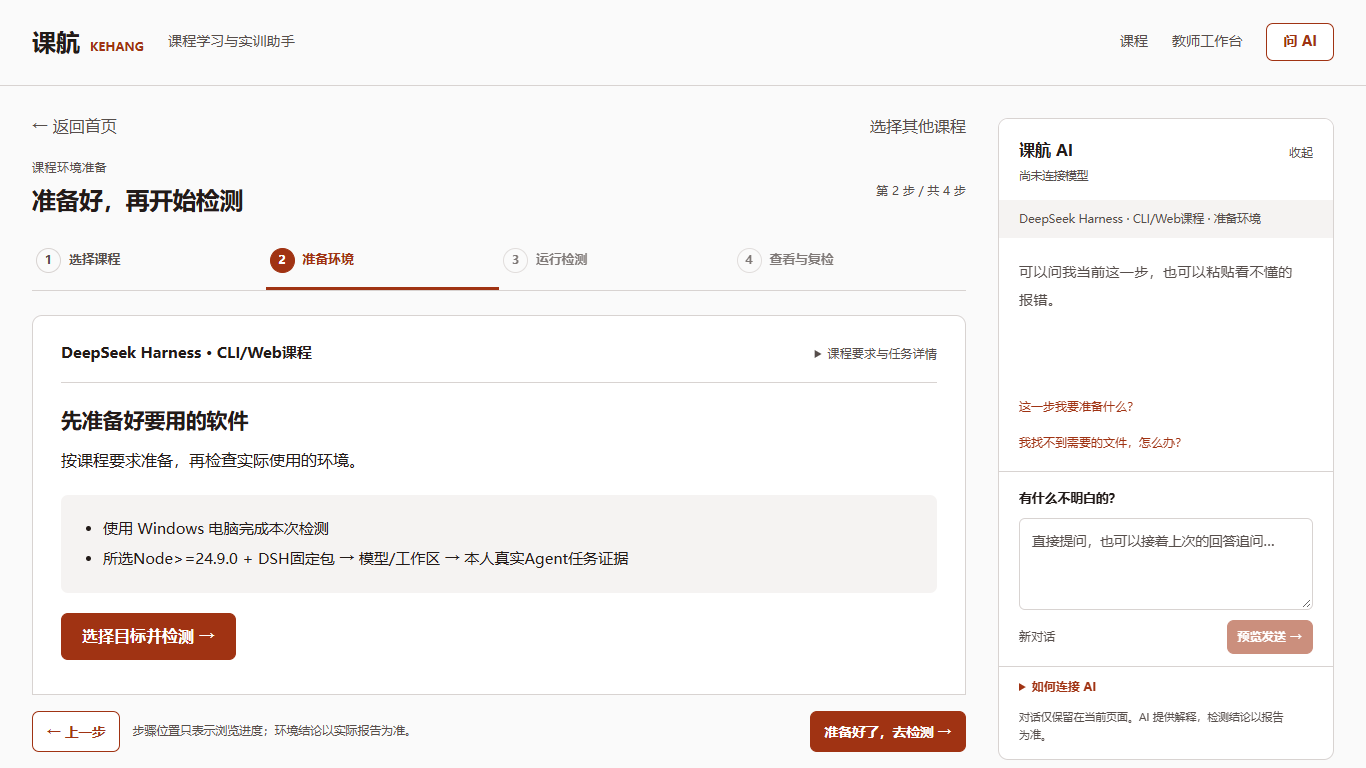 课航 KEHANG 课程学习与实训助手 课程 教师工作台 问 AI
← 返回首页 选择其他课程
课程环境准备
准备好，再开始检测
第 2 步 / 共 4 步
1 选择课程 2 准备环境 3 运行检测 4 查看与复检
DeepSeek Harness • CLI/Web课程 ▶ 课程要求与任务详情
先准备好要用的软件
按课程要求准备，再检查实际使用的环境。
• 使用 Windows 电脑完成本次检测
• 所选Node>=24.9.0 + DSH固定包 → 模型/工作区 → 本人真实Agent任务证据
选择目标并检测 →
← 上一步 步骤位置只表示浏览进度；环境结论以实际报告为准。 准备好了，去检测 →
课航 AI 收起
尚未连接模型
DeepSeek Harness · CLI/Web课程 · 准备环境
可以问我当前这一步，也可以粘贴看不懂的
报错。
这一步我要准备什么？
我找不到需要的文件，怎么办？
有什么不明白的？
直接提问，也可以接着上次的回答追问...
新对话 预览发送 →
▶ 如何连接 AI
对话仅保留在当前页面。AI 提供解释，检测结论以报告
为准。